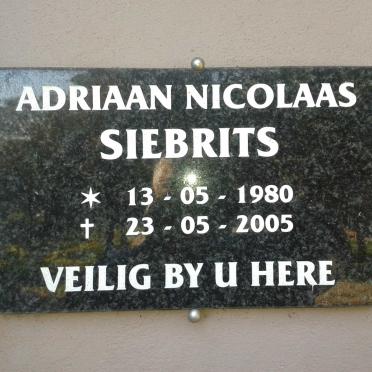 ADRIAAN NICOLAAS
SIEBRITS
✶ 13 - 05 - 1980
✝ 23 - 05 - 2005
VEILIG BY U HERE